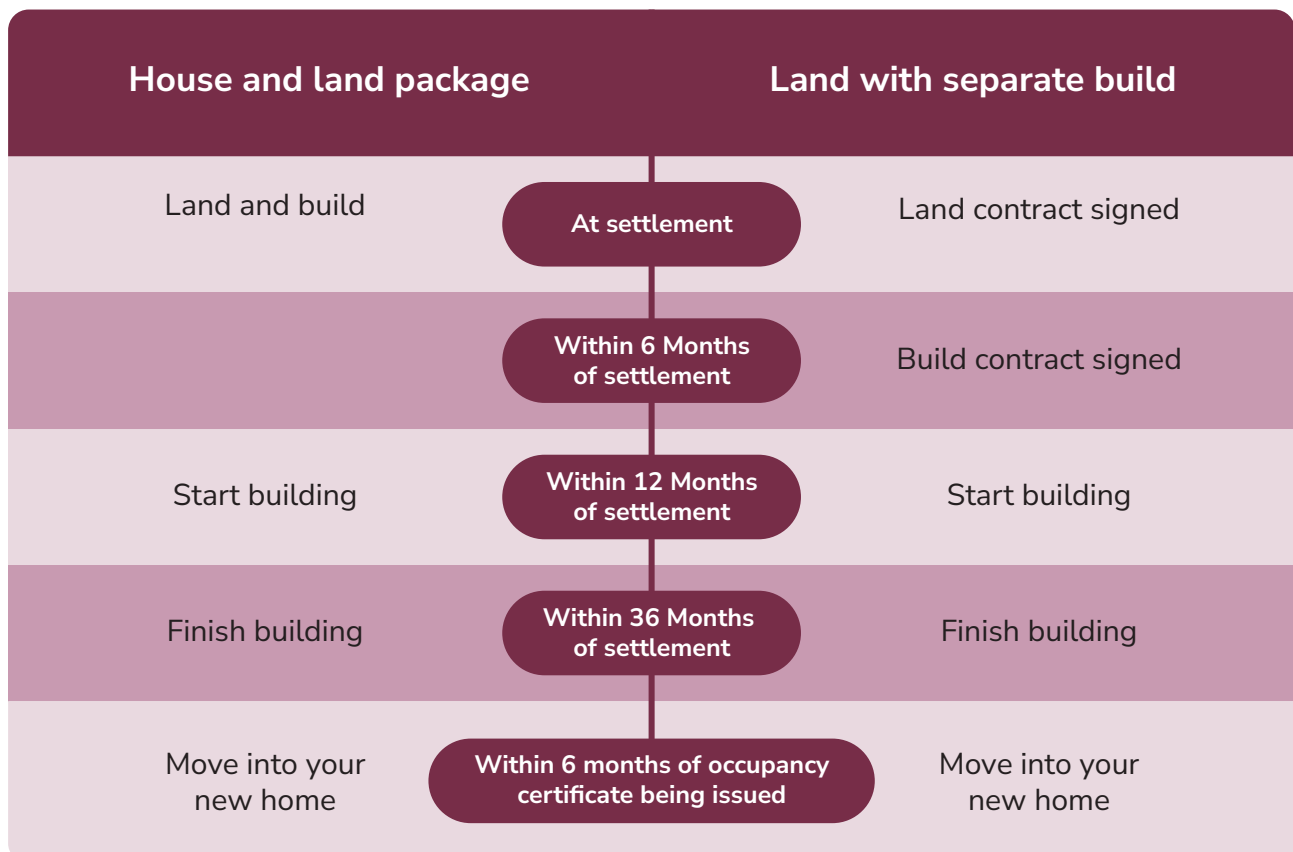 House and land package
Land with separate build
Land and build
At settlement
Land contract signed
Within 6 Months
of settlement
Build contract signed
Start building
Within 12 Months
of settlement
Start building
Finish building
Within 36 Months
of settlement
Finish building
Move into your
new home
Within 6 months of occupancy
certificate being issued
Move into your
new home